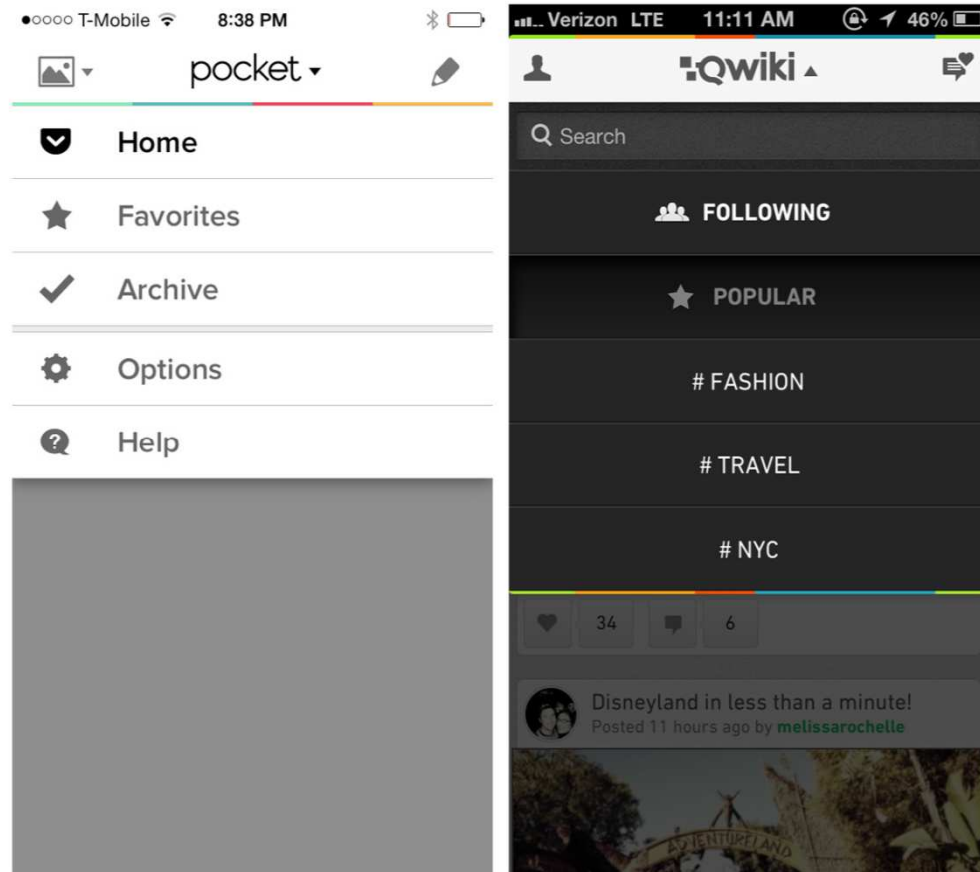 T-Mobile 8:38 PM
pocket
Home
Favorites
Archive
Options
Help
Verizon LTE 11:11 AM 46%
Qwiki
Search
FOLLOWING
POPULAR
# FASHION
# TRAVEL
# NYC
34 6
Disneyland in less than a minute!
Posted 11 hours ago by melissarochelle
ADVENTURELAND